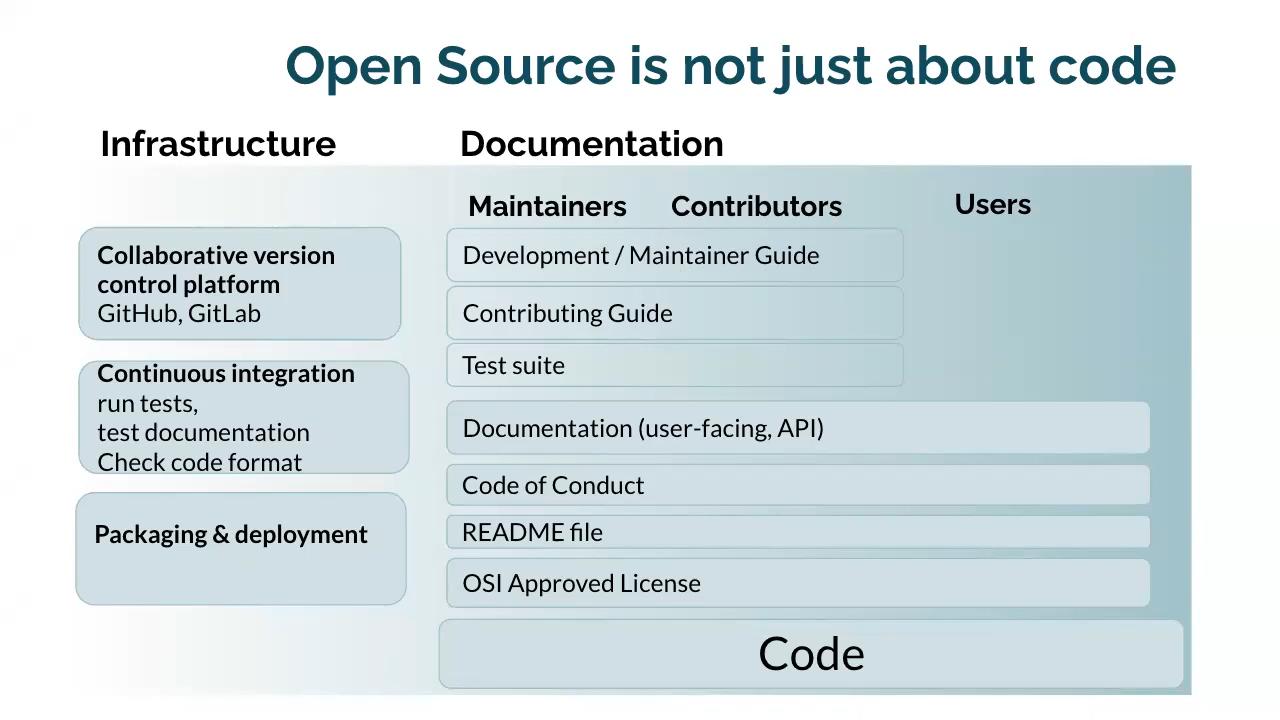 Open Source is not just about code
Infrastructure
Documentation
Maintainers
Contributors
Users
Collaborative version
control platform
GitHub, GitLab
Continuous integration
run tests,
test documentation
Check code format
Packaging & deployment
Development / Maintainer Guide
Contributing Guide
Test suite
Documentation (user-facing, API)
Code of Conduct
README file
OSI Approved License
Code